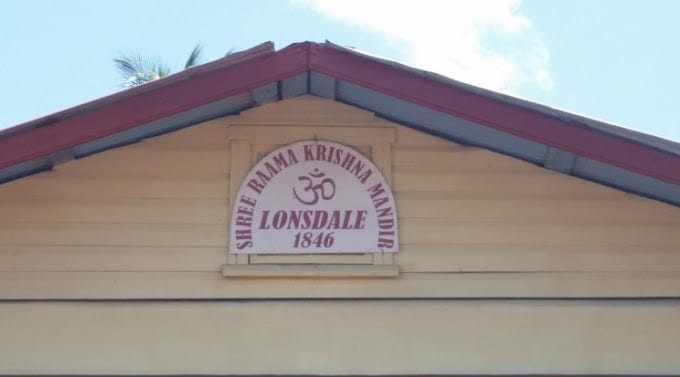 SHREE RAAMA KRISHNA MANDIR
ॐ
LONSDALE
1846